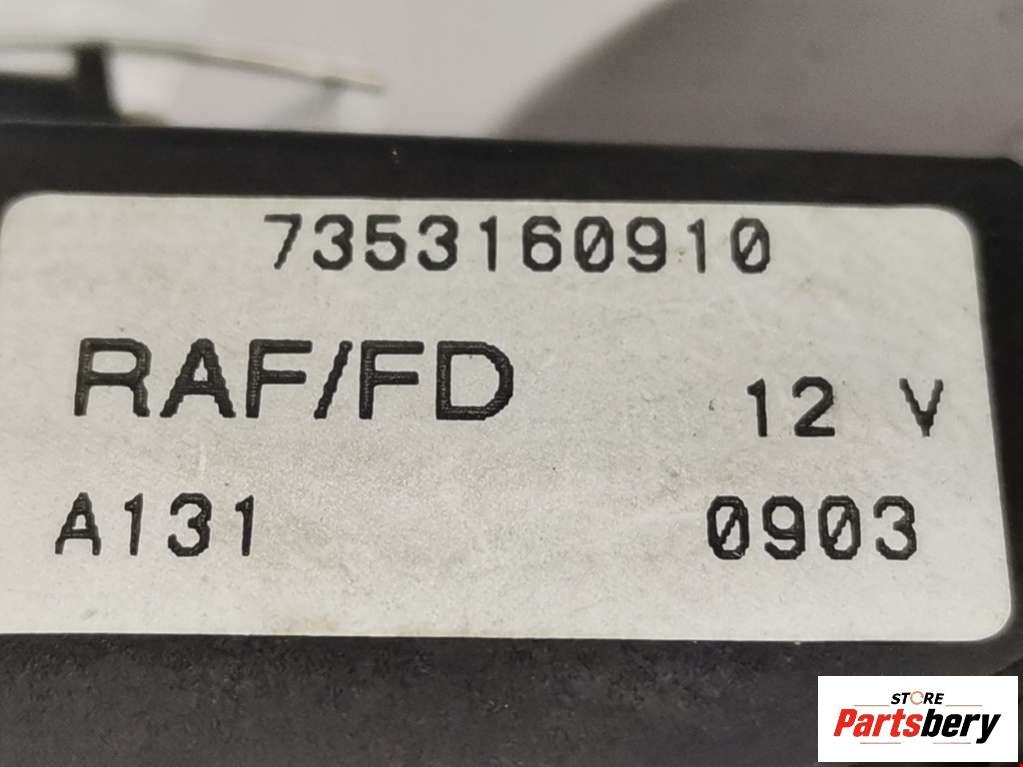 7353160910
RAF/FD
12 V
A131
0903
STORE
Partsbery